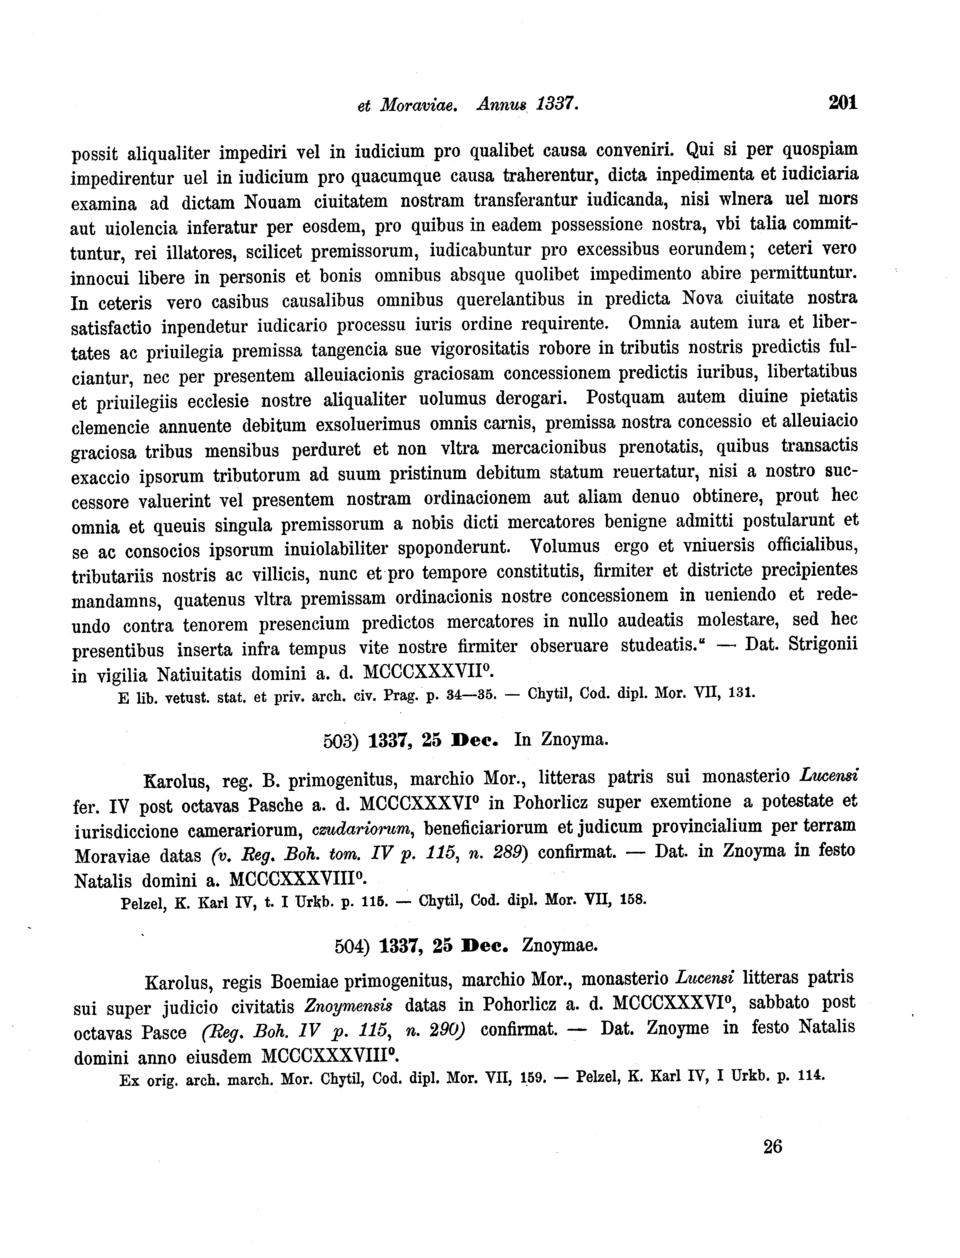 et Moraviae. Annus 1337. 201
possit aliqualiter impediri vel in iudicium pro qualibet causa conveniri. Qui si per quospiam
impedirentur uel in iudicium pro quacumque causa traherentur, dicta inpedimenta et iudiciaria
examina ad dictam Nouam ciuitatem nostram transferantur iudicanda, nisi wlnera uel mors
aut uiolencia inferatur per eosdem, pro quibus in eadem possessione nostra, vbi talia commit-
tuntur, rei illatores, scilicet premissorum, iudicabuntur pro excessibus eorundem; ceteri vero
innocui libere in personis et bonis omnibus absque quolibet impedimento abire permittuntur.
In ceteris vero casibus causalibus omnibus querelantibus in predicta Nova ciuitate nostra
satisfactio inpendetur iudicario processu iuris ordine requirente. Omnia autem iura et liber-
tates ac priuilegia premissa tangencia sue vigorositatis robore in tributis nostris predictis ful-
ciantur, nec per presentem alleuiacionis graciosam concessionem predictis iuribus, libertatibus
et priuilegiis ecclesie nostre aliqualiter uolumus derogari. Postquam autem diuine pietatis
clemencie annuente debitum exsoluerimus omnis carnis, premissa nostra concessio et alleuiacio
graciosa tribus mensibus perduret et non vltra mercacionibus prenotatis, quibus transactis
exaccio ipsorum tributorum ad suum pristinum debitum statum reuertatur, nisi a nostro suc-
cessore valuerint vel presentem nostram ordinacionem aut aliam denuo obtinere, prout hec
omnia et queuis singula premissorum a nobis dicti mercatores benigne admitti postularunt et
se ac consocios ipsorum inuiolabiliter spoponderunt. Volumus ergo et vniuersis officialibus,
tributariis nostris ac villicis, nunc et pro tempore constitutis, firmiter et districte precipientes
mandamns, quatenus vltra premissam ordinacionis nostre concessionem in ueniendo et rede-
undo contra tenorem presencium predictos mercatores in nullo audeatis molestare, sed hec
presentibus inserta infra tempus vite nostre firmiter obseruare studeatis.“ — Dat. Strigonii
in vigilia Natiuitatis domini a. d. MCCCXXXVII⁰.
E lib. vetust. stat. et priv. arch. civ. Prag. p. 34—35. — Chytil, Cod. dipl. Mor. VII, 131.
503) 1337, 25 Dec. In Znoyma.
Karolus, reg. B. primogenitus, marchio Mor., litteras patris sui monasterio Lucensi
fer. IV post octavas Pasche a. d. MCCCXXXVI⁰ in Pohorlicz super exemtione a potestate et
iurisdiccione camerariorum, czudariorum, beneficiariorum et judicum provincialium per terram
Moraviae datas (v. Reg. Boh. tom. IV p. 115, n. 289) confirmat. — Dat. in Znoyma in festo
Natalis domini a. MCCCXXXVIII⁰.
Pelzel, K. Karl IV, t. I Urkb. p. 115. — Chytil, Cod. dipl. Mor. VII, 158.
504) 1337, 25 Dec. Znoymae.
Karolus, regis Boemiae primogenitus, marchio Mor., monasterio Lucensi litteras patris
sui super judicio civitatis Znoymensis datas in Pohorlicz a. d. MCCCXXXVI⁰, sabbato post
octavas Pasce (Reg. Boh. IV p. 115, n. 290) confirmat. — Dat. Znoyme in festo Natalis
domini anno eiusdem MCCCXXXVIII⁰.
Ex orig. arch. march. Mor. Chytil, Cod. dipl. Mor. VII, 159. — Pelzel, K. Karl IV, I Urkb. p. 114.
26